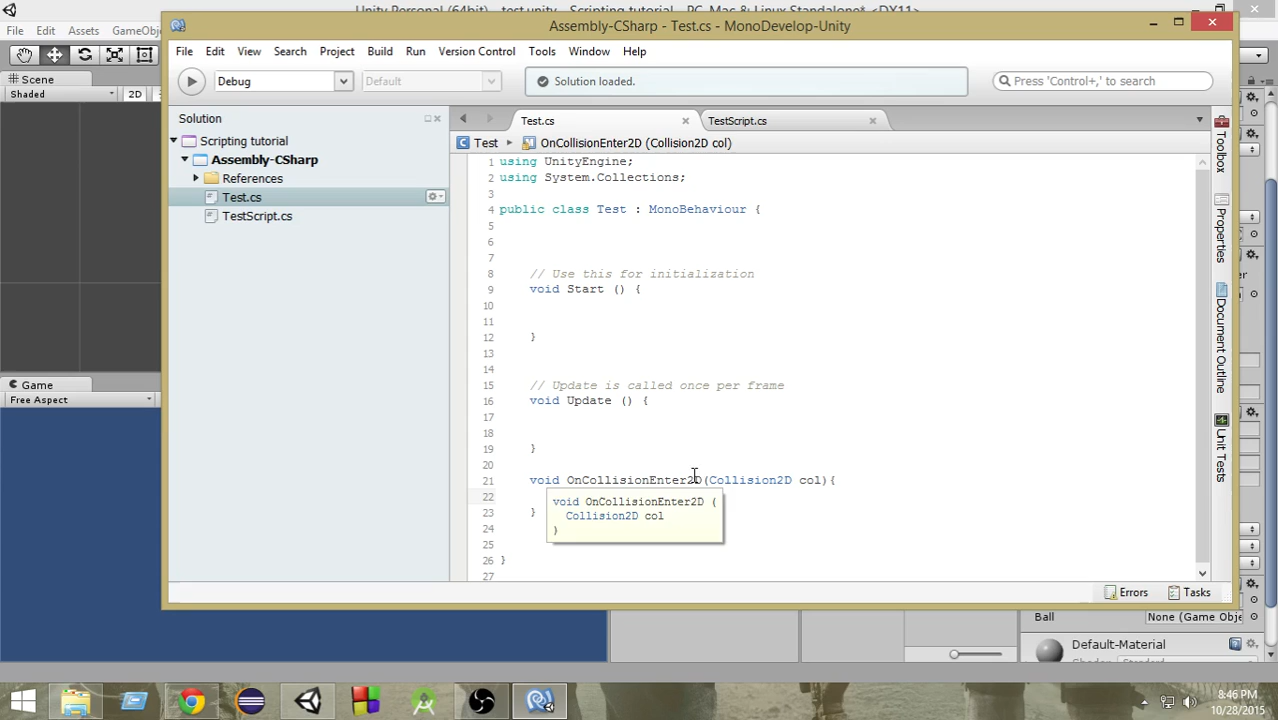 Unity Personal (64bit) - test.unity - Scripting tutorial - PC, Mac & Linux Standalone* <DX11>
Assembly-CSharp - Test.cs - MonoDevelop-Unity
File Edit Assets GameObj
File Edit View Search Project Build Run Version Control Tools Window Help
Scene
Shaded 2D
Debug
Default
Solution loaded.
Press 'Control+,' to search
Solution
Scripting tutorial
Assembly-CSharp
References
Test.cs
TestScript.cs
Test.cs
TestScript.cs
Test
OnCollisionEnter2D (Collision2D col)
1 using UnityEngine;
2 using System.Collections;
3
4 public class Test : MonoBehaviour {
5
6
7
8 // Use this for initialization
9 void Start () {
10
11
12 }
13
14
15 // Update is called once per frame
16 void Update () {
17
18
19 }
20
21 void OnCollisionEnter2D(Collision2D col){
22
23 }
24
25
26 }
27
void OnCollisionEnter2D (
Collision2D col
)
Toolbox
Properties
Document Outline
Unit Tests
Errors
Tasks
Game
Free Aspect
Ball
None (Game Obje
Default-Material
8:46 PM
10/28/2015